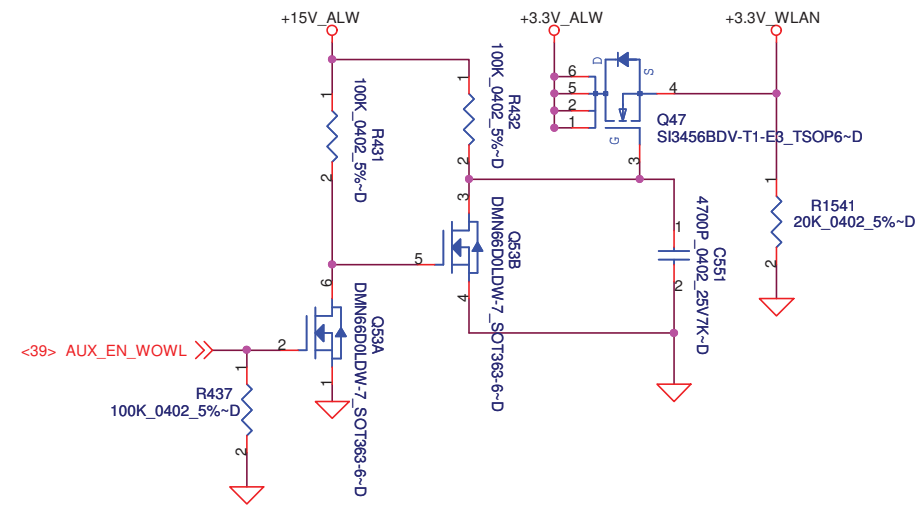 +15V_ALW
+3.3V_ALW
+3.3V_WLAN
1
100K_0402_5%~D
R431
2
1
100K_0402_5%~D
R432
2
6
5
2
1
D
S
G
4
3
Q47
SI3456BDV-T1-E3_TSOP6~D
1
R1541
20K_0402_5%~D
2
3
5
4
DMN66D0LDW-7_SOT363-6~D
Q53B
1
4700P_0402_25V7K~D
C551
2
6
2
1
DMN66D0LDW-7_SOT363-6~D
Q53A
<39> AUX_EN_WOWL
1
R437
100K_0402_5%~D
2